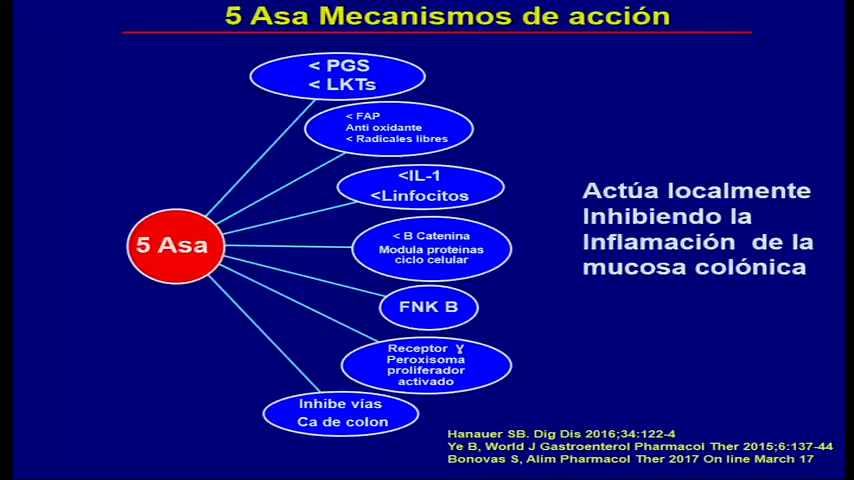 5 Asa Mecanismos de acción
< PGS
< LKTs
< FAP
Anti oxidante
< Radicales libres
<IL-1
<Linfocitos
< B Catenina
Modula proteinas
ciclo celular
FNK B
Receptor Ɣ
Peroxisoma
proliferador
activado
Inhibe vías
Ca de colon
5 Asa
Actúa localmente
Inhibiendo la
Inflamación de la
mucosa colónica
Hanauer SB. Dig Dis 2016;34:122-4
Ye B, World J Gastroenterol Pharmacol Ther 2015;6:137-44
Bonovas S, Alim Pharmacol Ther 2017 On line March 17